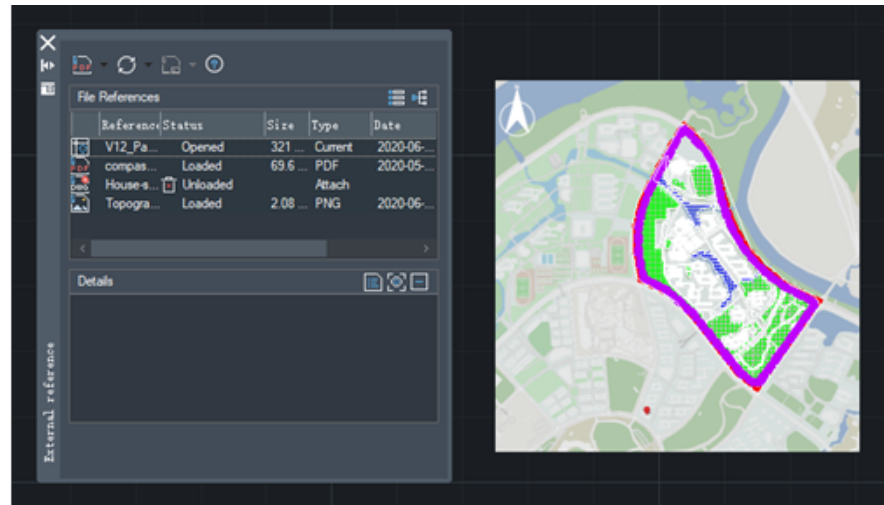 File References
Reference Status Size Type Date
V12_Pa... Opened 321 ... Current 2020-06-...
compas... Loaded 69.6 ... PDF 2020-05-...
House-s... Unloaded Attach
Topogra... Loaded 2.08 ... PNG 2020-06-...
Details
External reference